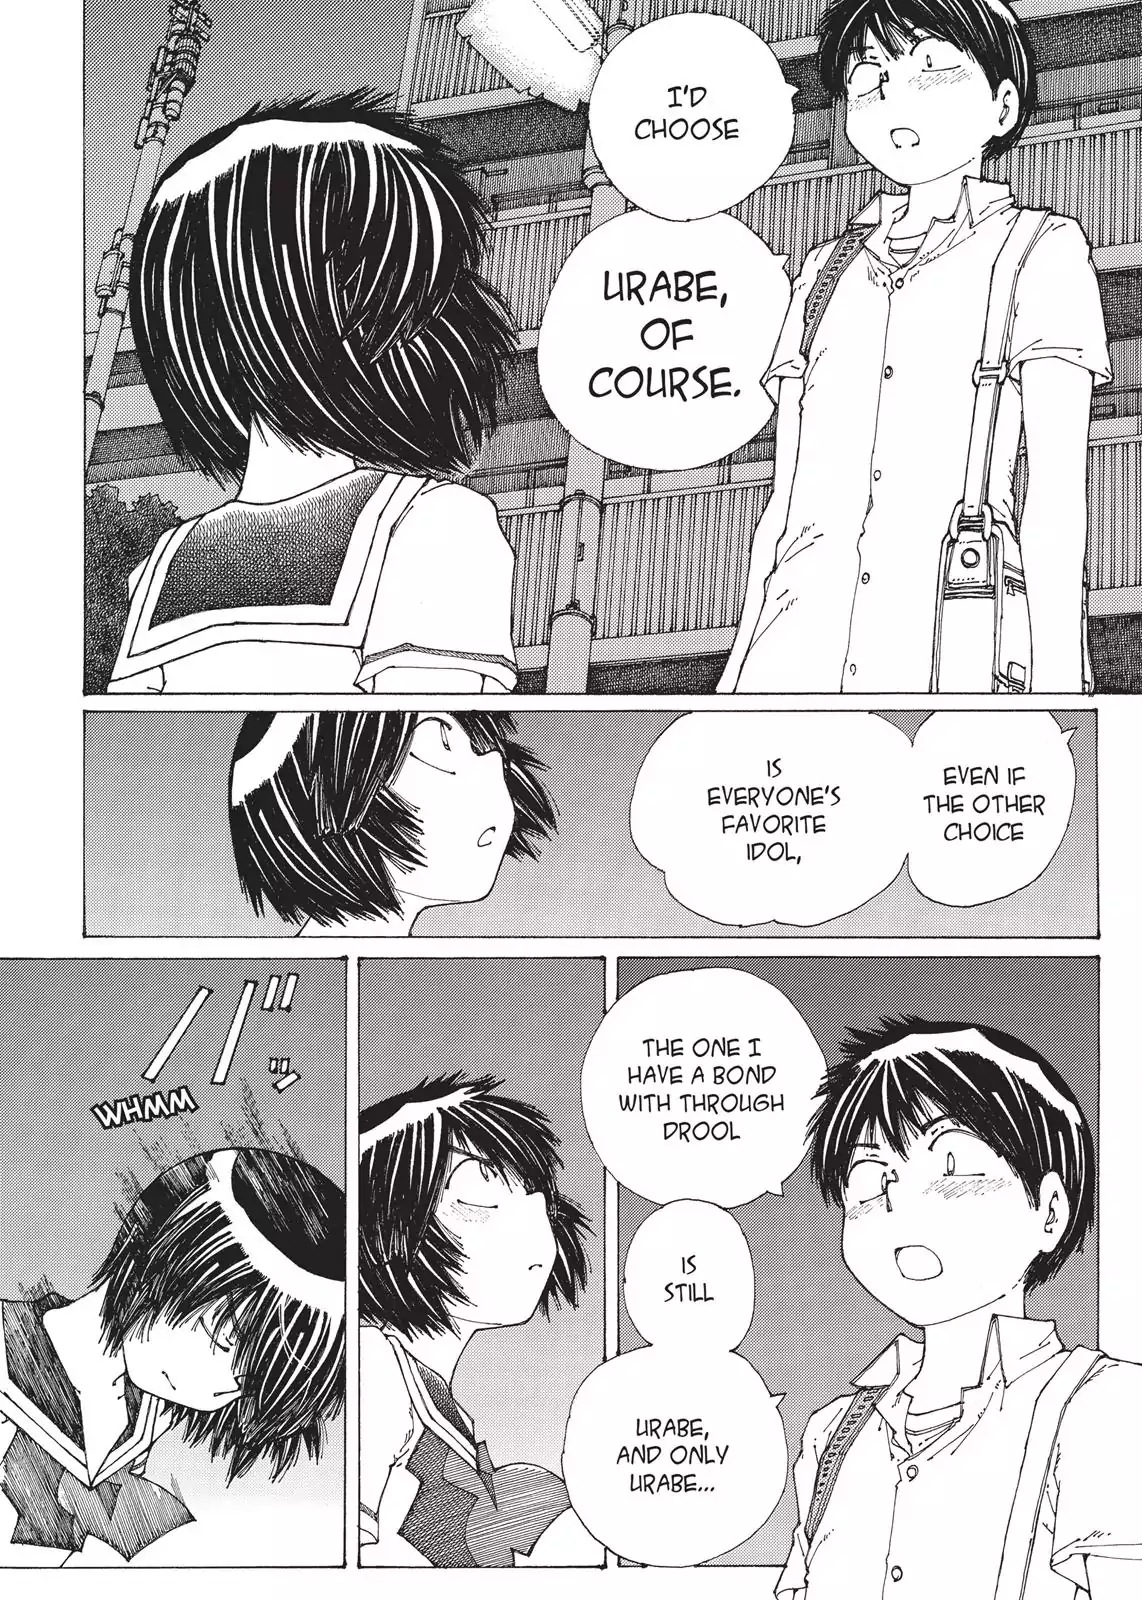 I'D
CHOOSE
URABE,
OF
COURSE.
EVEN IF
THE OTHER
CHOICE
IS
EVERYONE'S
FAVORITE
IDOL,
THE ONE I
HAVE A BOND
WITH THROUGH
DROOL
IS
STILL
URABE,
AND ONLY
URABE...
WHMM